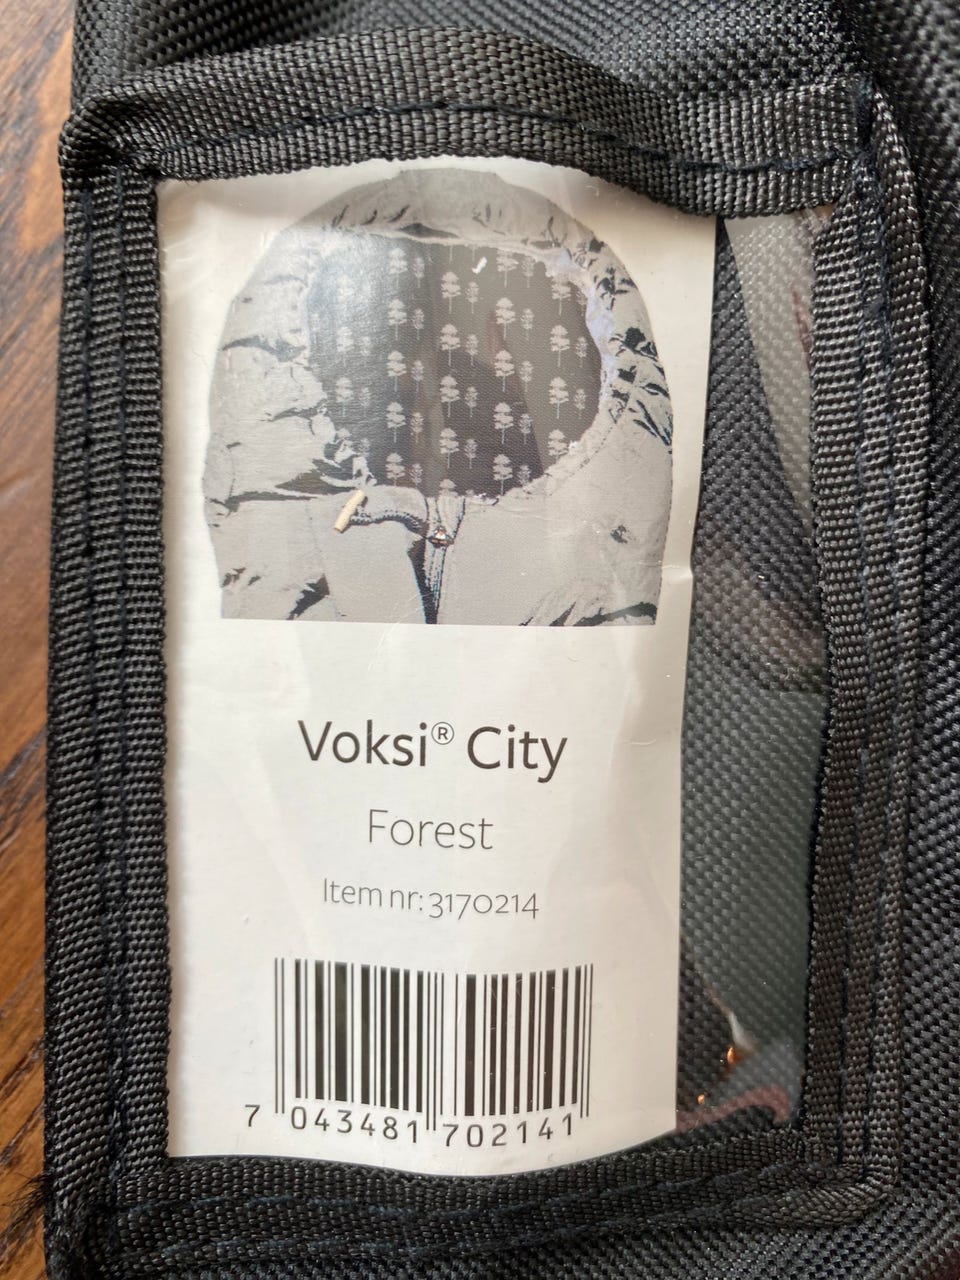 Voksi® City
Forest
Item nr: 3170214
7 043481 702141